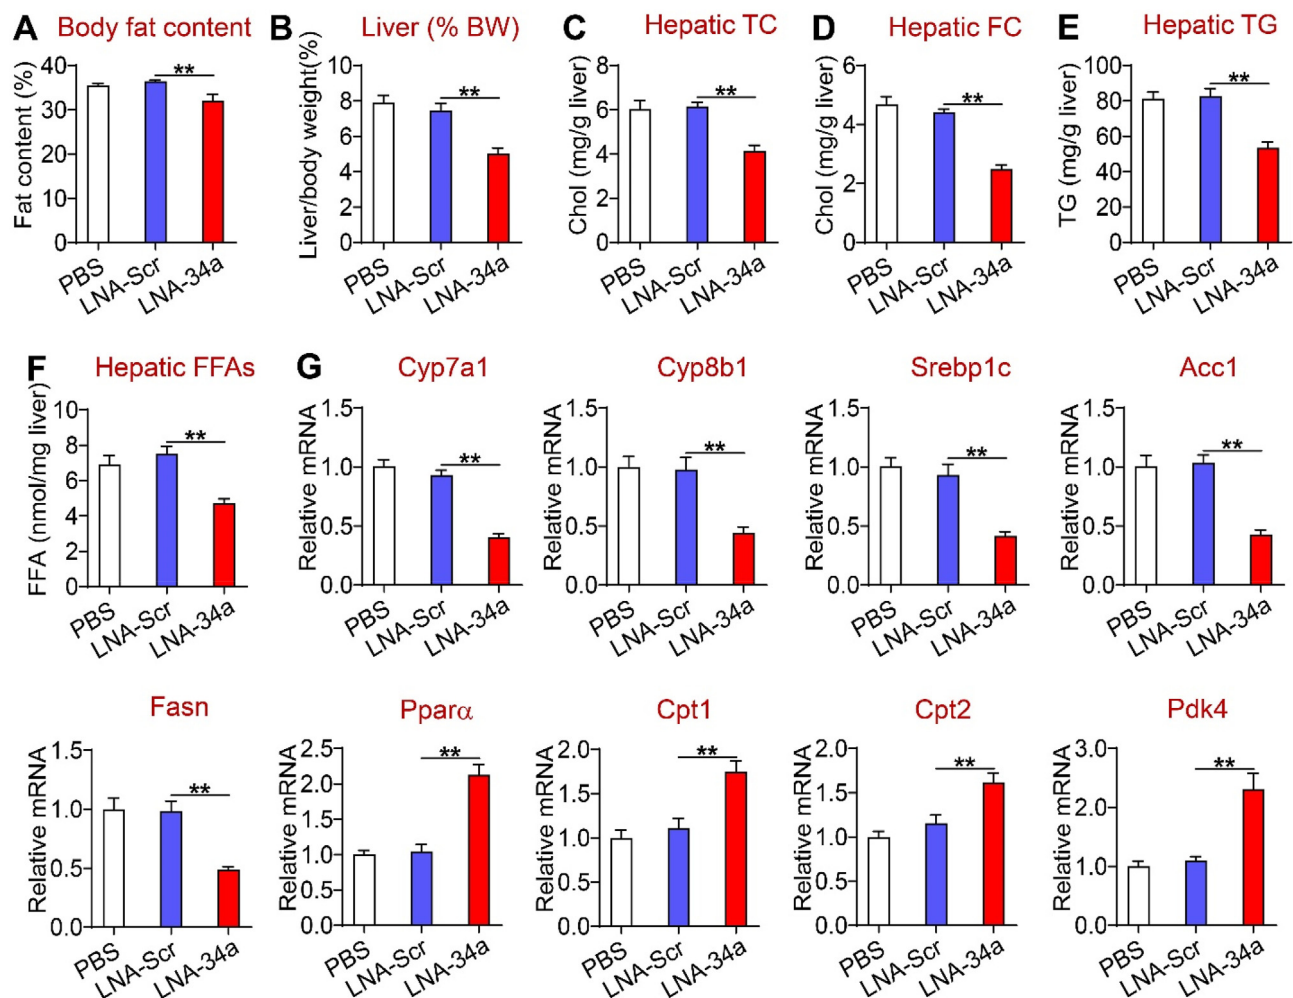 A Body fat content
Fat content (%)
40
30
20
10
0
**
PBS
LNA-Scr
LNA-34a
B Liver (% BW)
Liver/body weight(%)
10
8
6
4
2
0
**
PBS
LNA-Scr
LNA-34a
C Hepatic TC
Chol (mg/g liver)
8
6
4
2
0
**
PBS
LNA-Scr
LNA-34a
D Hepatic FC
Chol (mg/g liver)
6
4
2
0
**
PBS
LNA-Scr
LNA-34a
E Hepatic TG
TG (mg/g liver)
100
80
60
40
20
0
**
PBS
LNA-Scr
LNA-34a
F Hepatic FFAs
FFA (nmol/mg liver)
10
8
6
4
2
0
**
PBS
LNA-Scr
LNA-34a
G Cyp7a1
Relative mRNA
1.5
1.0
0.5
0.0
**
PBS
LNA-Scr
LNA-34a
Cyp8b1
Relative mRNA
1.5
1.0
0.5
0.0
**
PBS
LNA-Scr
LNA-34a
Srebp1c
Relative mRNA
1.5
1.0
0.5
0.0
**
PBS
LNA-Scr
LNA-34a
Acc1
Relative mRNA
1.5
1.0
0.5
0.0
**
PBS
LNA-Scr
LNA-34a
Fasn
Relative mRNA
1.5
1.0
0.5
0.0
**
PBS
LNA-Scr
LNA-34a
Pparα
Relative mRNA
2.5
2.0
1.5
1.0
0.5
0.0
**
PBS
LNA-Scr
LNA-34a
Cpt1
Relative mRNA
2.0
1.5
1.0
0.5
0.0
**
PBS
LNA-Scr
LNA-34a
Cpt2
Relative mRNA
2.0
1.5
1.0
0.5
0.0
**
PBS
LNA-Scr
LNA-34a
Pdk4
Relative mRNA
3.0
2.0
1.0
0.0
**
PBS
LNA-Scr
LNA-34a